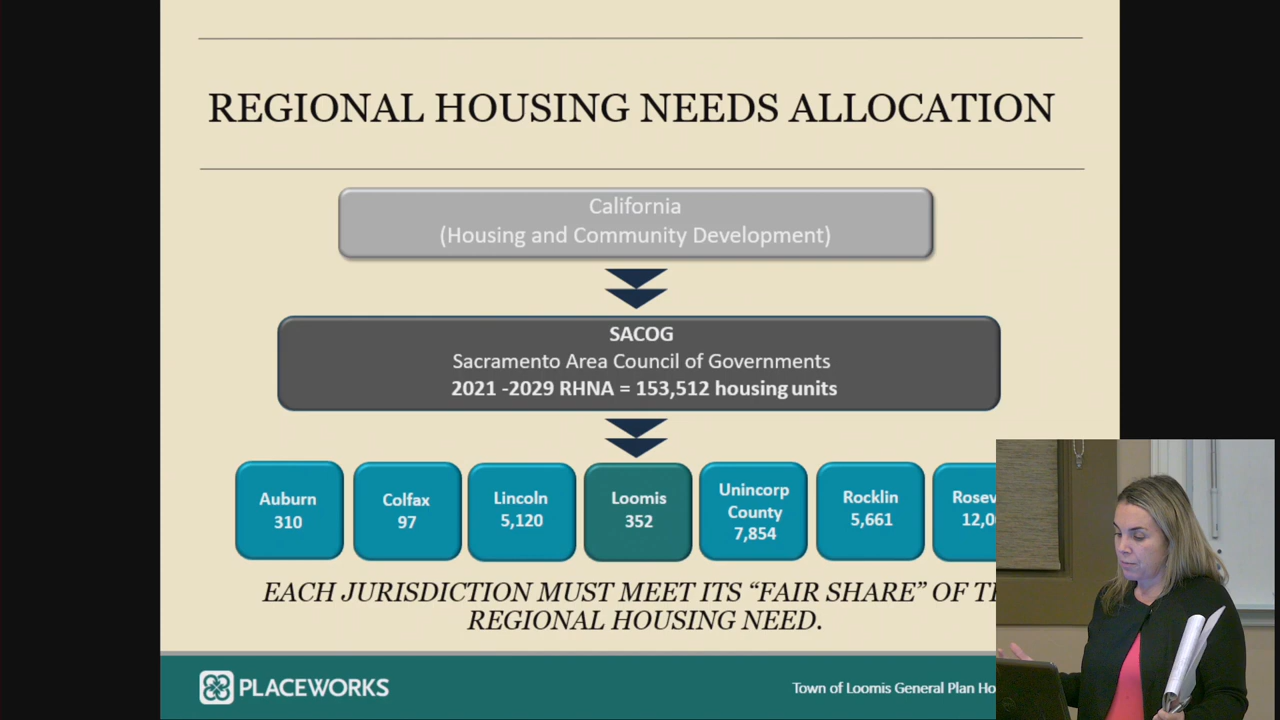 REGIONAL HOUSING NEEDS ALLOCATION
California
(Housing and Community Development)
SACOG
Sacramento Area Council of Governments
2021 -2029 RHNA = 153,512 housing units
Auburn
310
Colfax
97
Lincoln
5,120
Loomis
352
Unincorp
County
7,854
Rocklin
5,661
EACH JURISDICTION MUST MEET ITS “FAIR SHARE” OF
REGIONAL HOUSING NEED.
PLACEWORKS
Town of Loomis General Plan